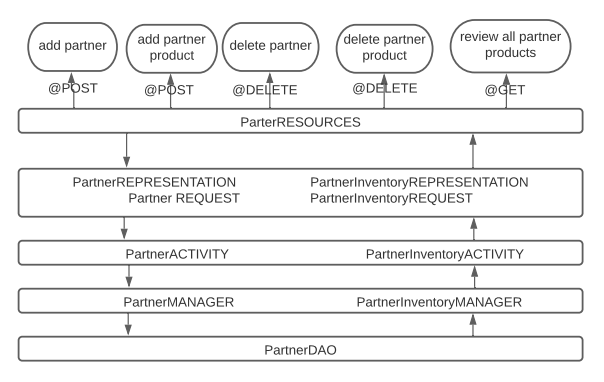 add partner
add partner
product
delete partner
delete partner
product
review all partner
products
@POST
@POST
@DELETE
@DELETE
@GET
ParterRESOURCES
PartnerREPRESENTATION
Partner REQUEST
PartnerInventoryREPRESENTATION
PartnerInventoryREQUEST
PartnerACTIVITY
PartnerInventoryACTIVITY
PartnerMANAGER
PartnerInventoryMANAGER
PartnerDAO